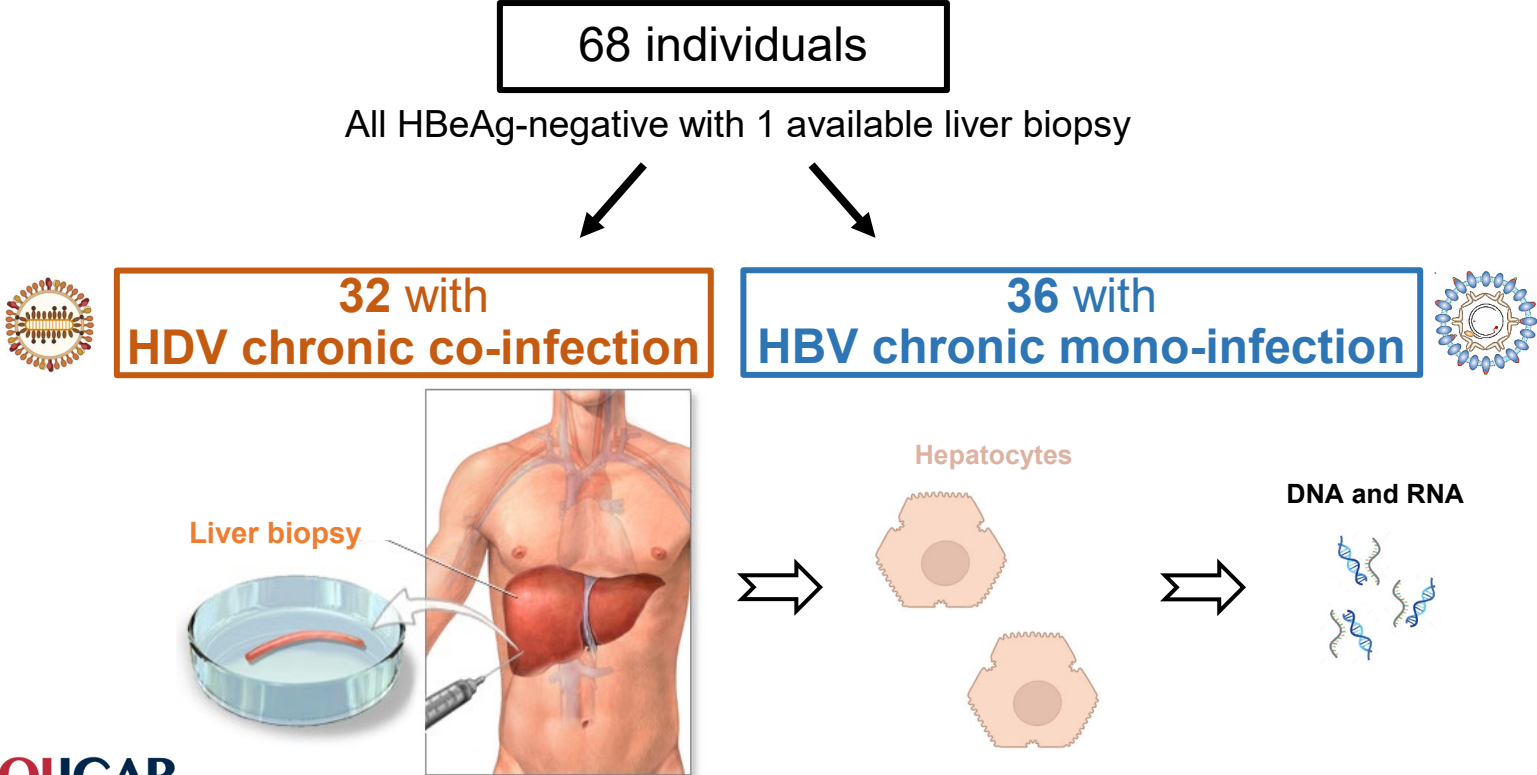 68 individuals
All HBeAg-negative with 1 available liver biopsy
32 with
HDV chronic co-infection
36 with
HBV chronic mono-infection
Hepatocytes
DNA and RNA
Liver biopsy